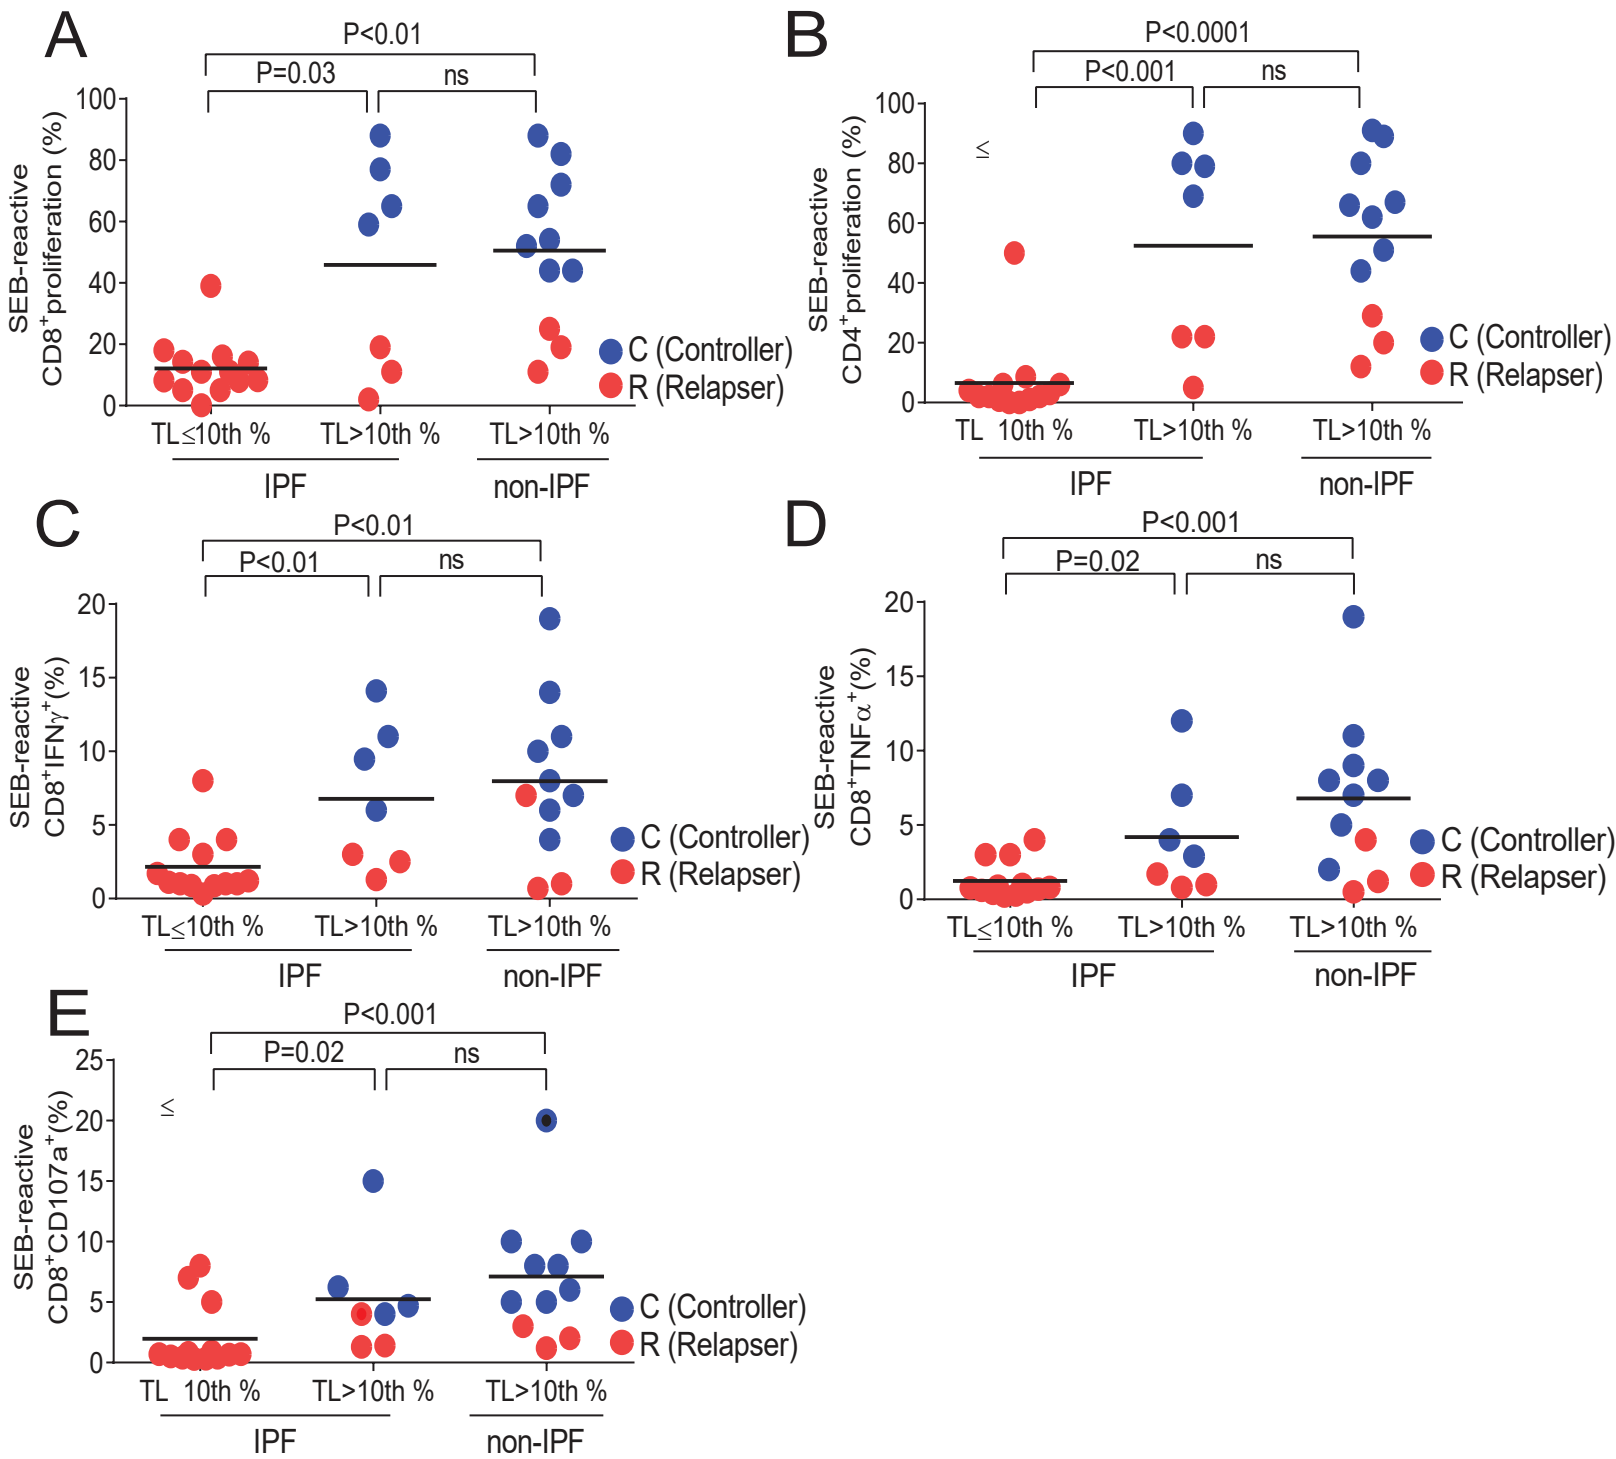 A
P<0.01
P=0.03
ns
SEB-reactive
CD8+proliferation (%)
100
80
60
40
20
0
C (Controller)
R (Relapser)
TL≤10th %
TL>10th %
TL>10th %
IPF
non-IPF
B
P<0.0001
P<0.001
ns
≤
SEB-reactive
CD4+proliferation (%)
100
80
60
40
20
0
C (Controller)
R (Relapser)
TL 10th %
TL>10th %
TL>10th %
IPF
non-IPF
C
P<0.01
P<0.01
ns
SEB-reactive
CD8+IFNγ+(%)
20
15
10
5
0
C (Controller)
R (Relapser)
TL≤10th %
TL>10th %
TL>10th %
IPF
non-IPF
D
P<0.001
P=0.02
ns
SEB-reactive
CD8+TNFα+(%)
20
15
10
5
0
C (Controller)
R (Relapser)
TL≤10th %
TL>10th %
TL>10th %
IPF
non-IPF
E
P<0.001
P=0.02
ns
≤
SEB-reactive
CD8+CD107a+(%)
25
20
15
10
5
0
C (Controller)
R (Relapser)
TL 10th %
TL>10th %
TL>10th %
IPF
non-IPF